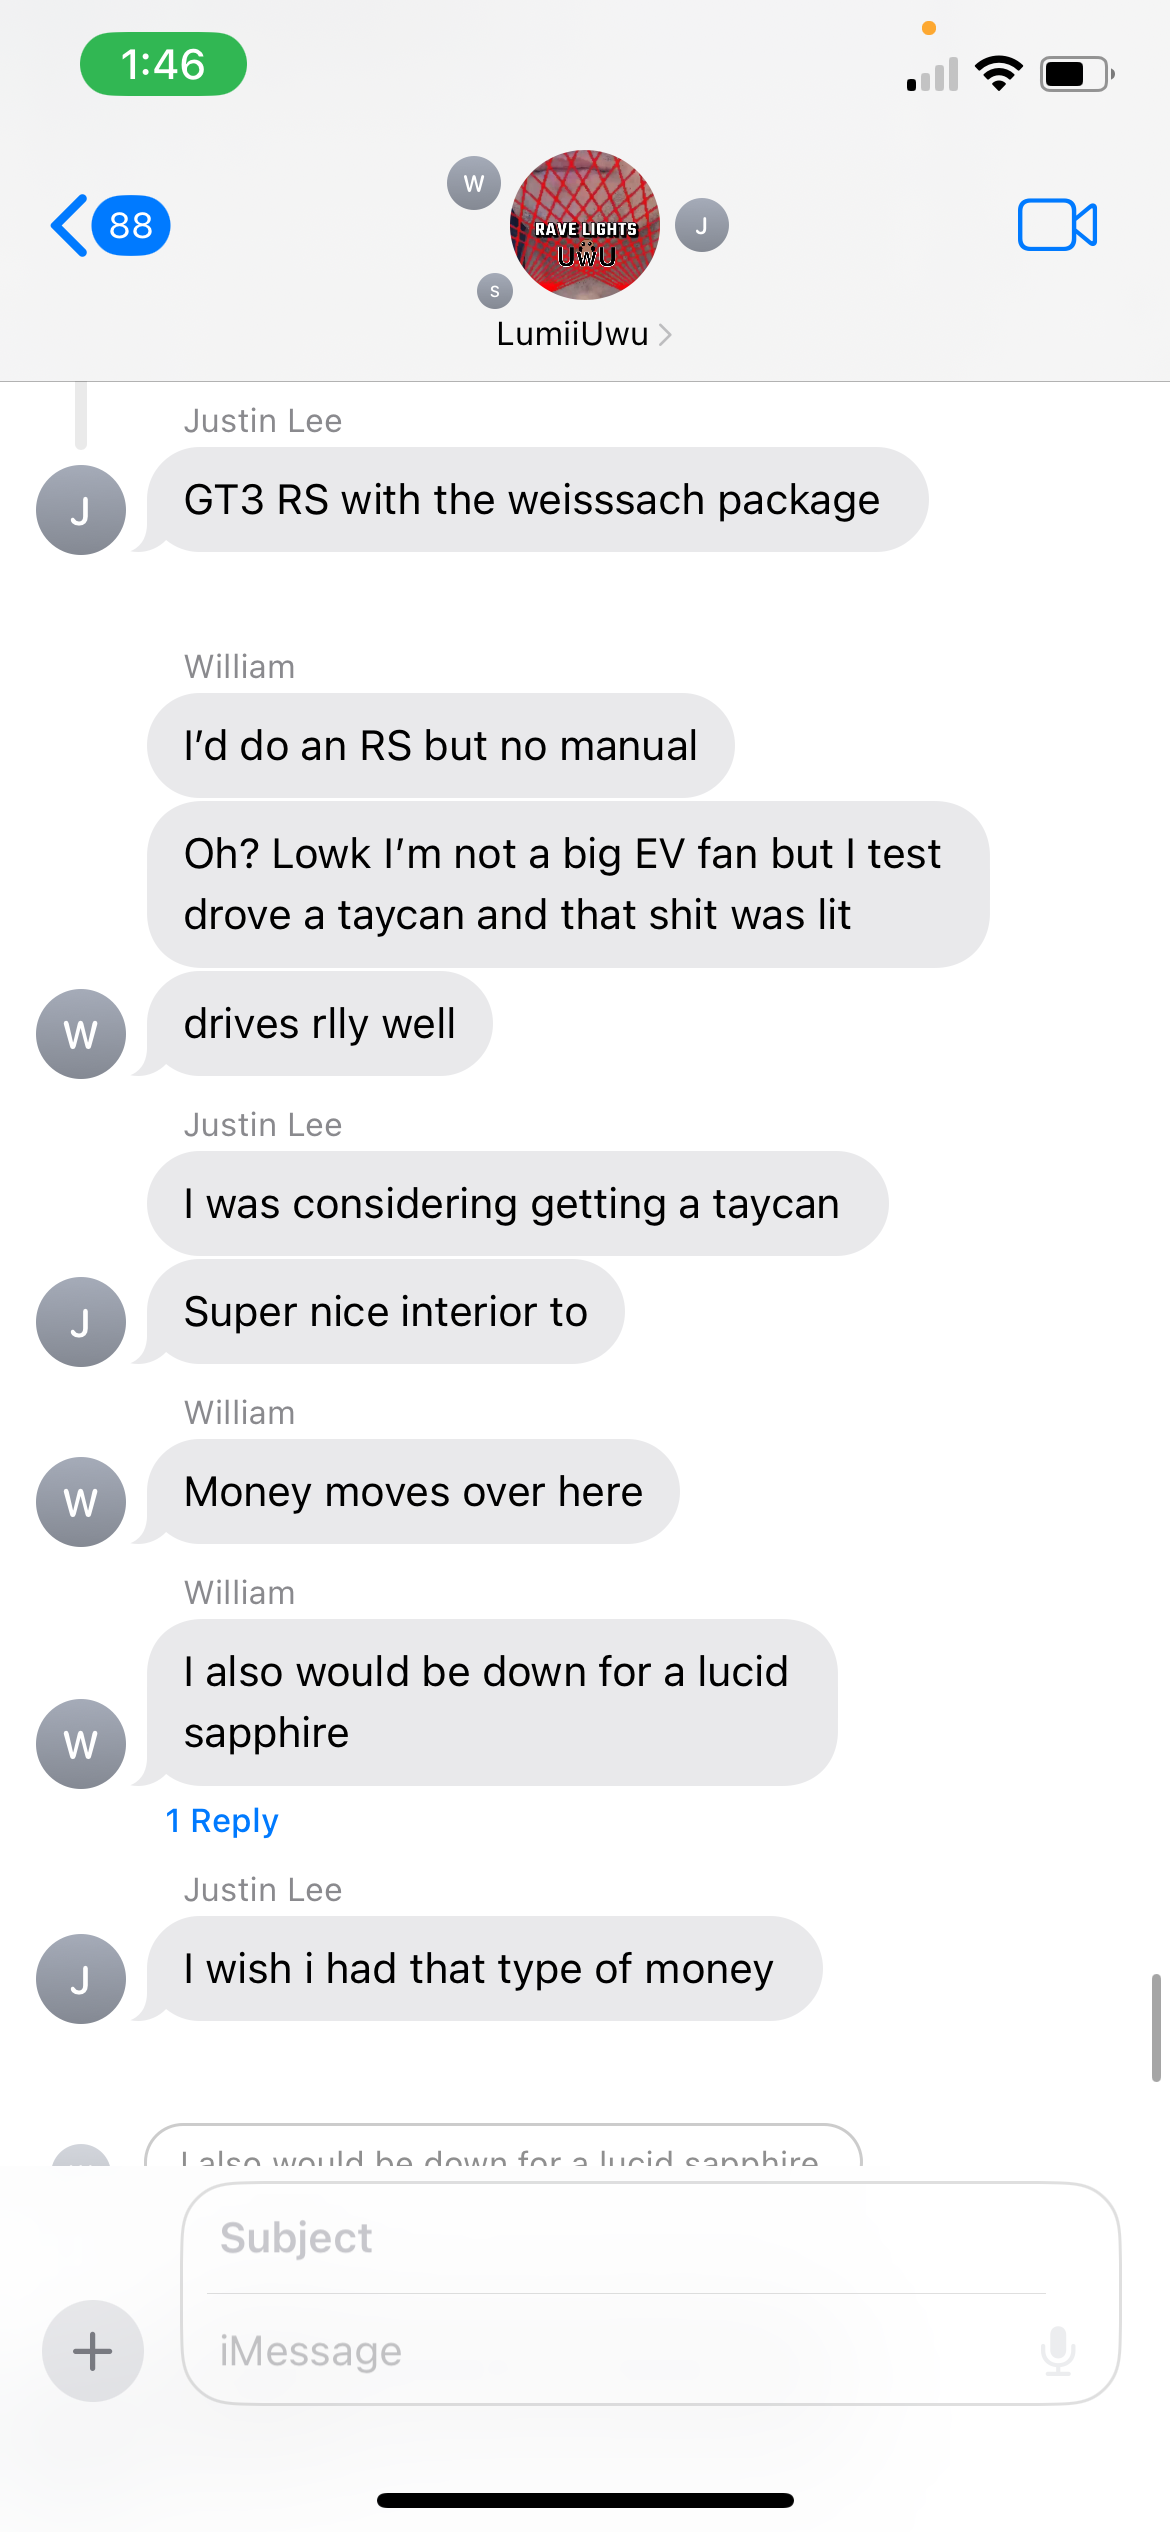 1:46
88
W
J
S
RAVE LIGHTS
UWU
LumiiUwu
Justin Lee
J
GT3 RS with the weisssach package
William
I'd do an RS but no manual
Oh? Lowk I'm not a big EV fan but I test
drove a taycan and that shit was lit
W
drives rlly well
Justin Lee
I was considering getting a taycan
J
Super nice interior to
William
W
Money moves over here
William
I also would be down for a lucid
sapphire
W
1 Reply
Justin Lee
J
I wish i had that type of money
I also would be down for a lucid sapphire
Subject
iMessage